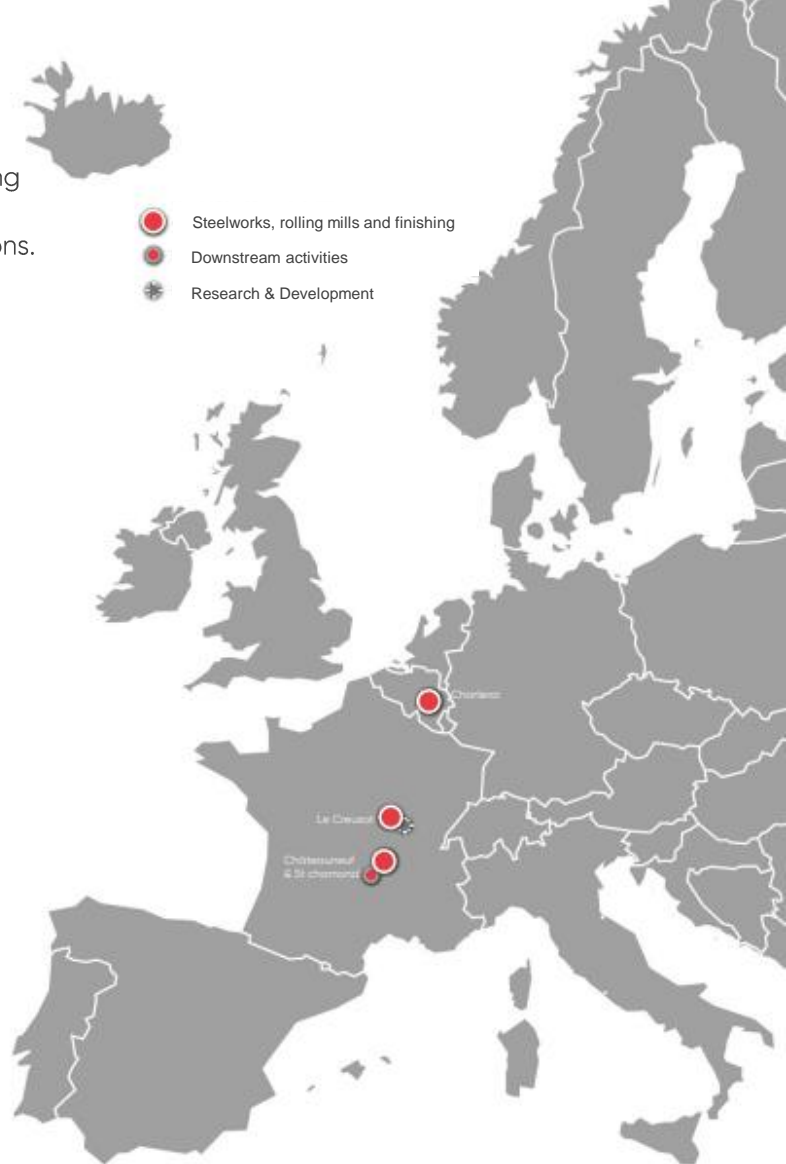 ng
ons.
Steelworks, rolling mills and finishing
Downstream activities
Research & Development
Charleroi
Le Creusot
Châteauneuf
& St chamond